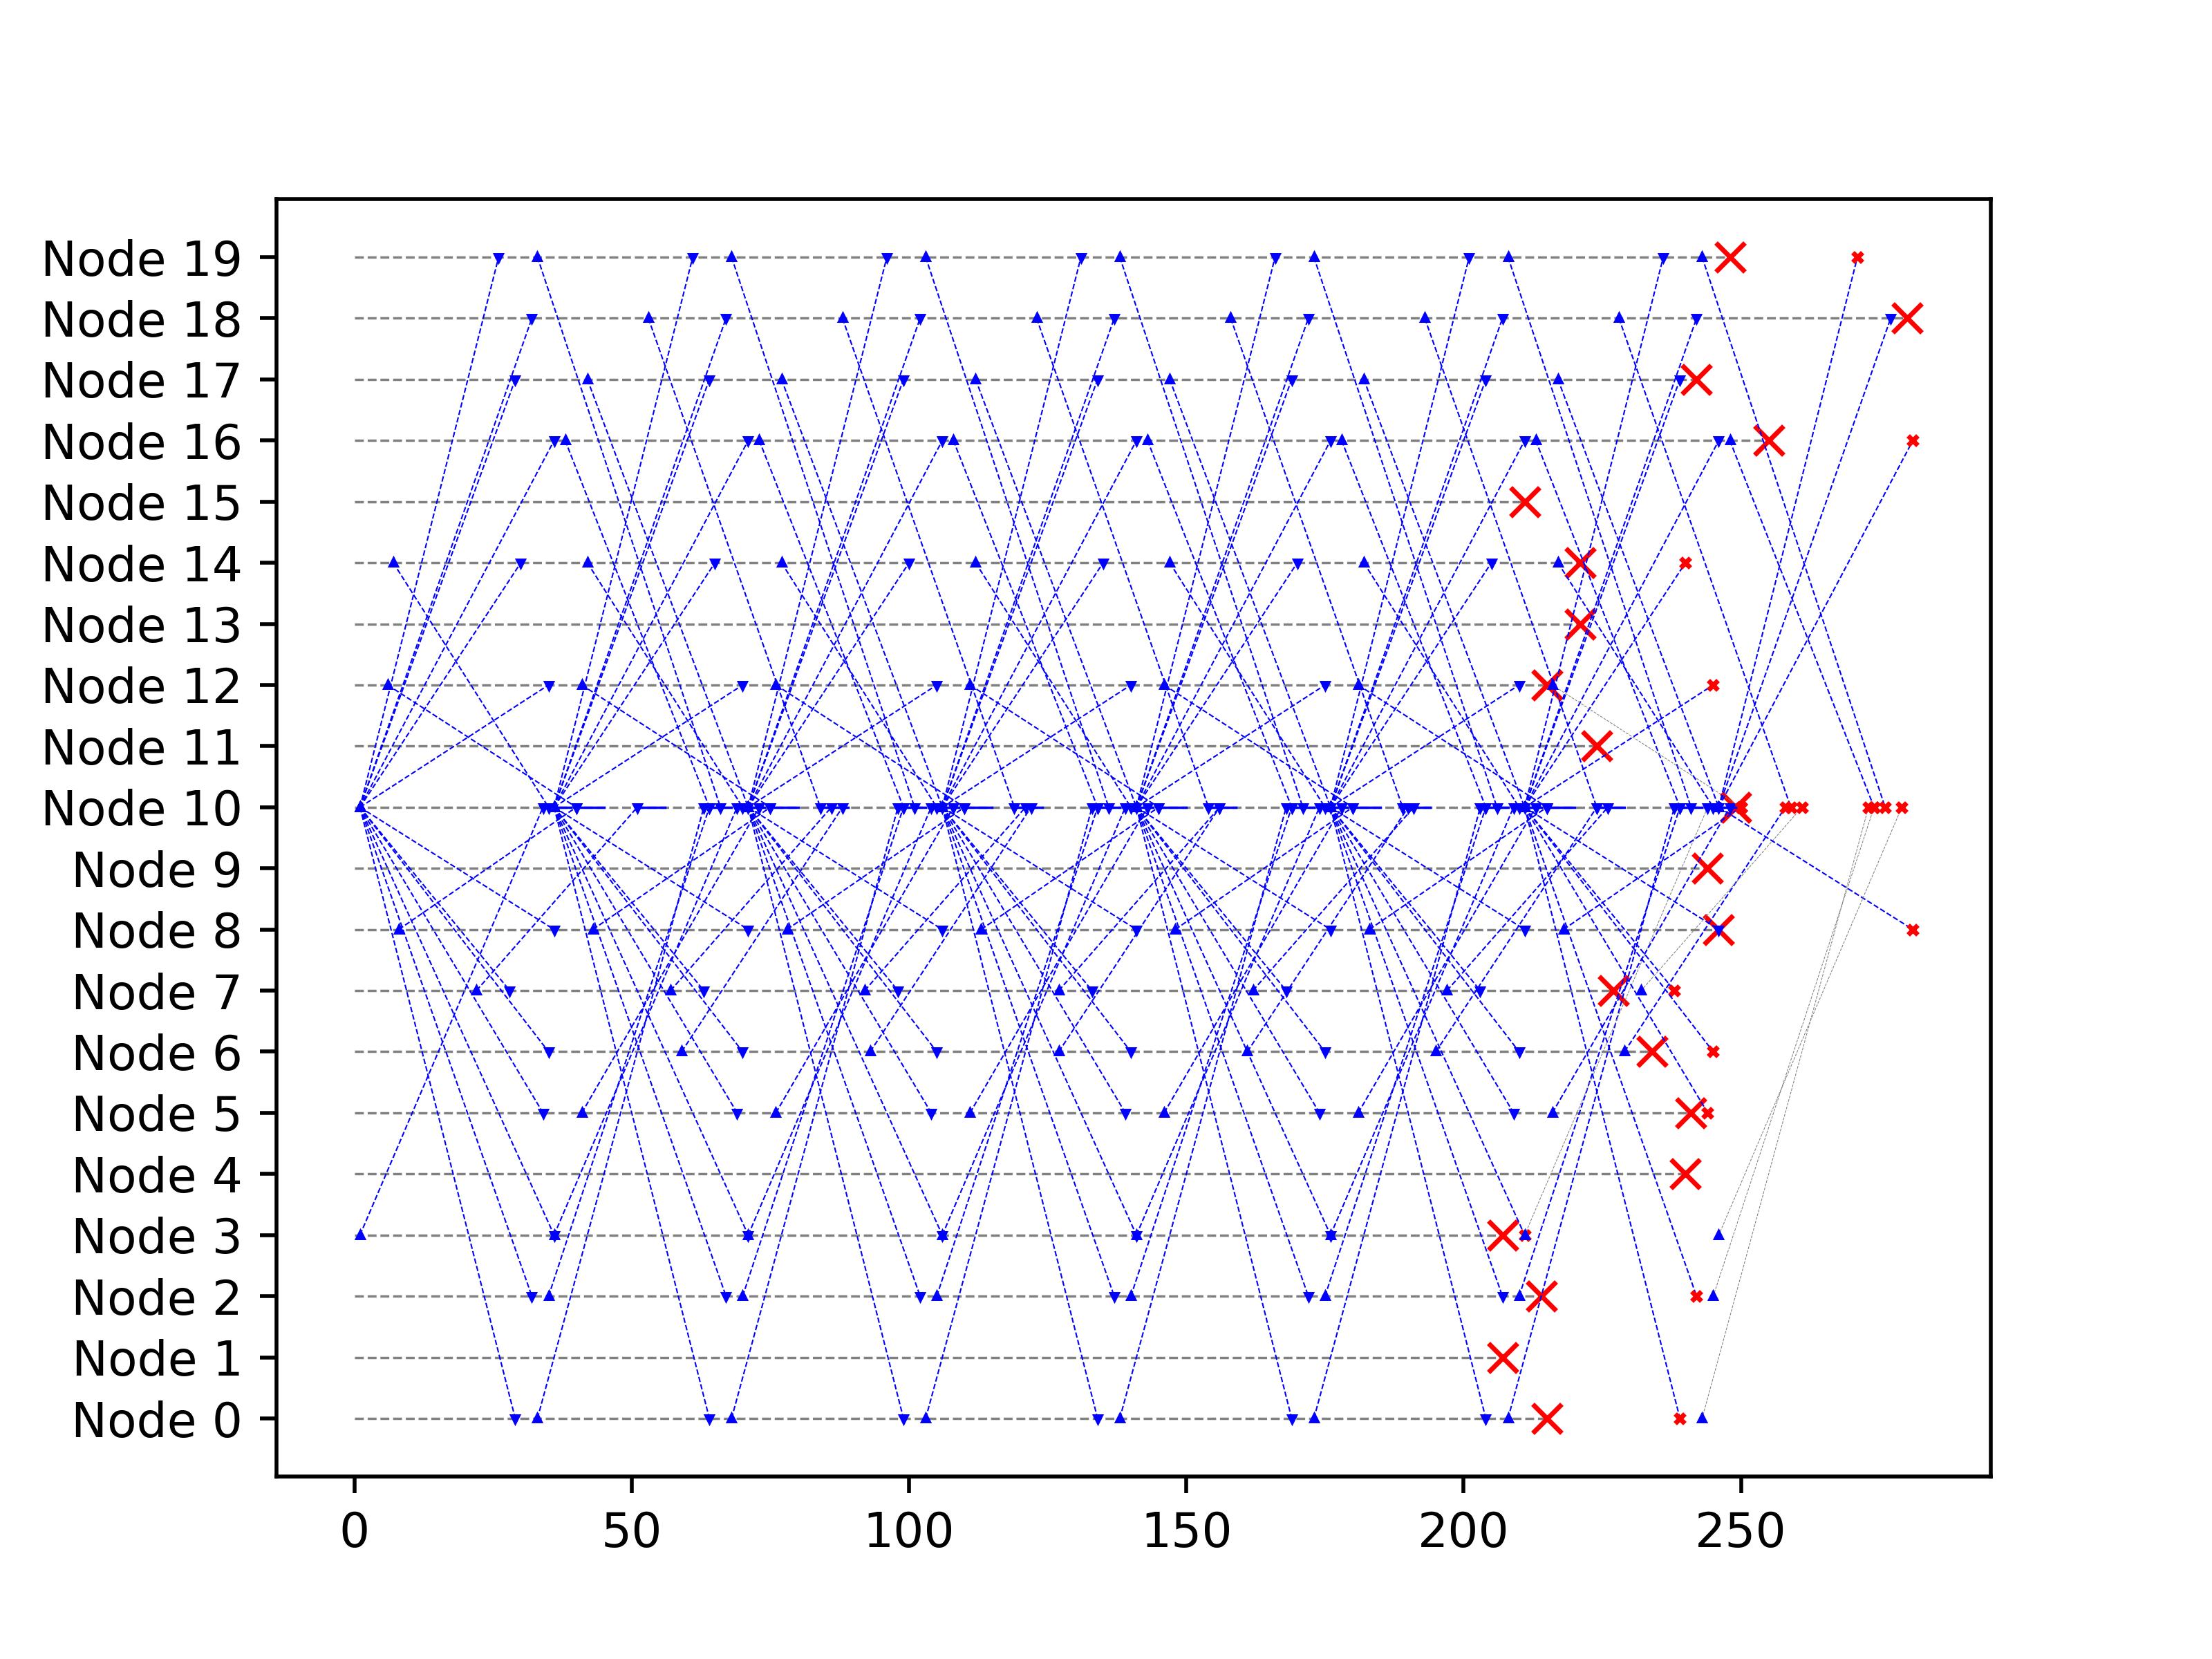 Node 19
Node 18
Node 17
Node 16
Node 15
Node 14
Node 13
Node 12
Node 11
Node 10
Node 9
Node 8
Node 7
Node 6
Node 5
Node 4
Node 3
Node 2
Node 1
Node 0
0 50 100 150 200 250